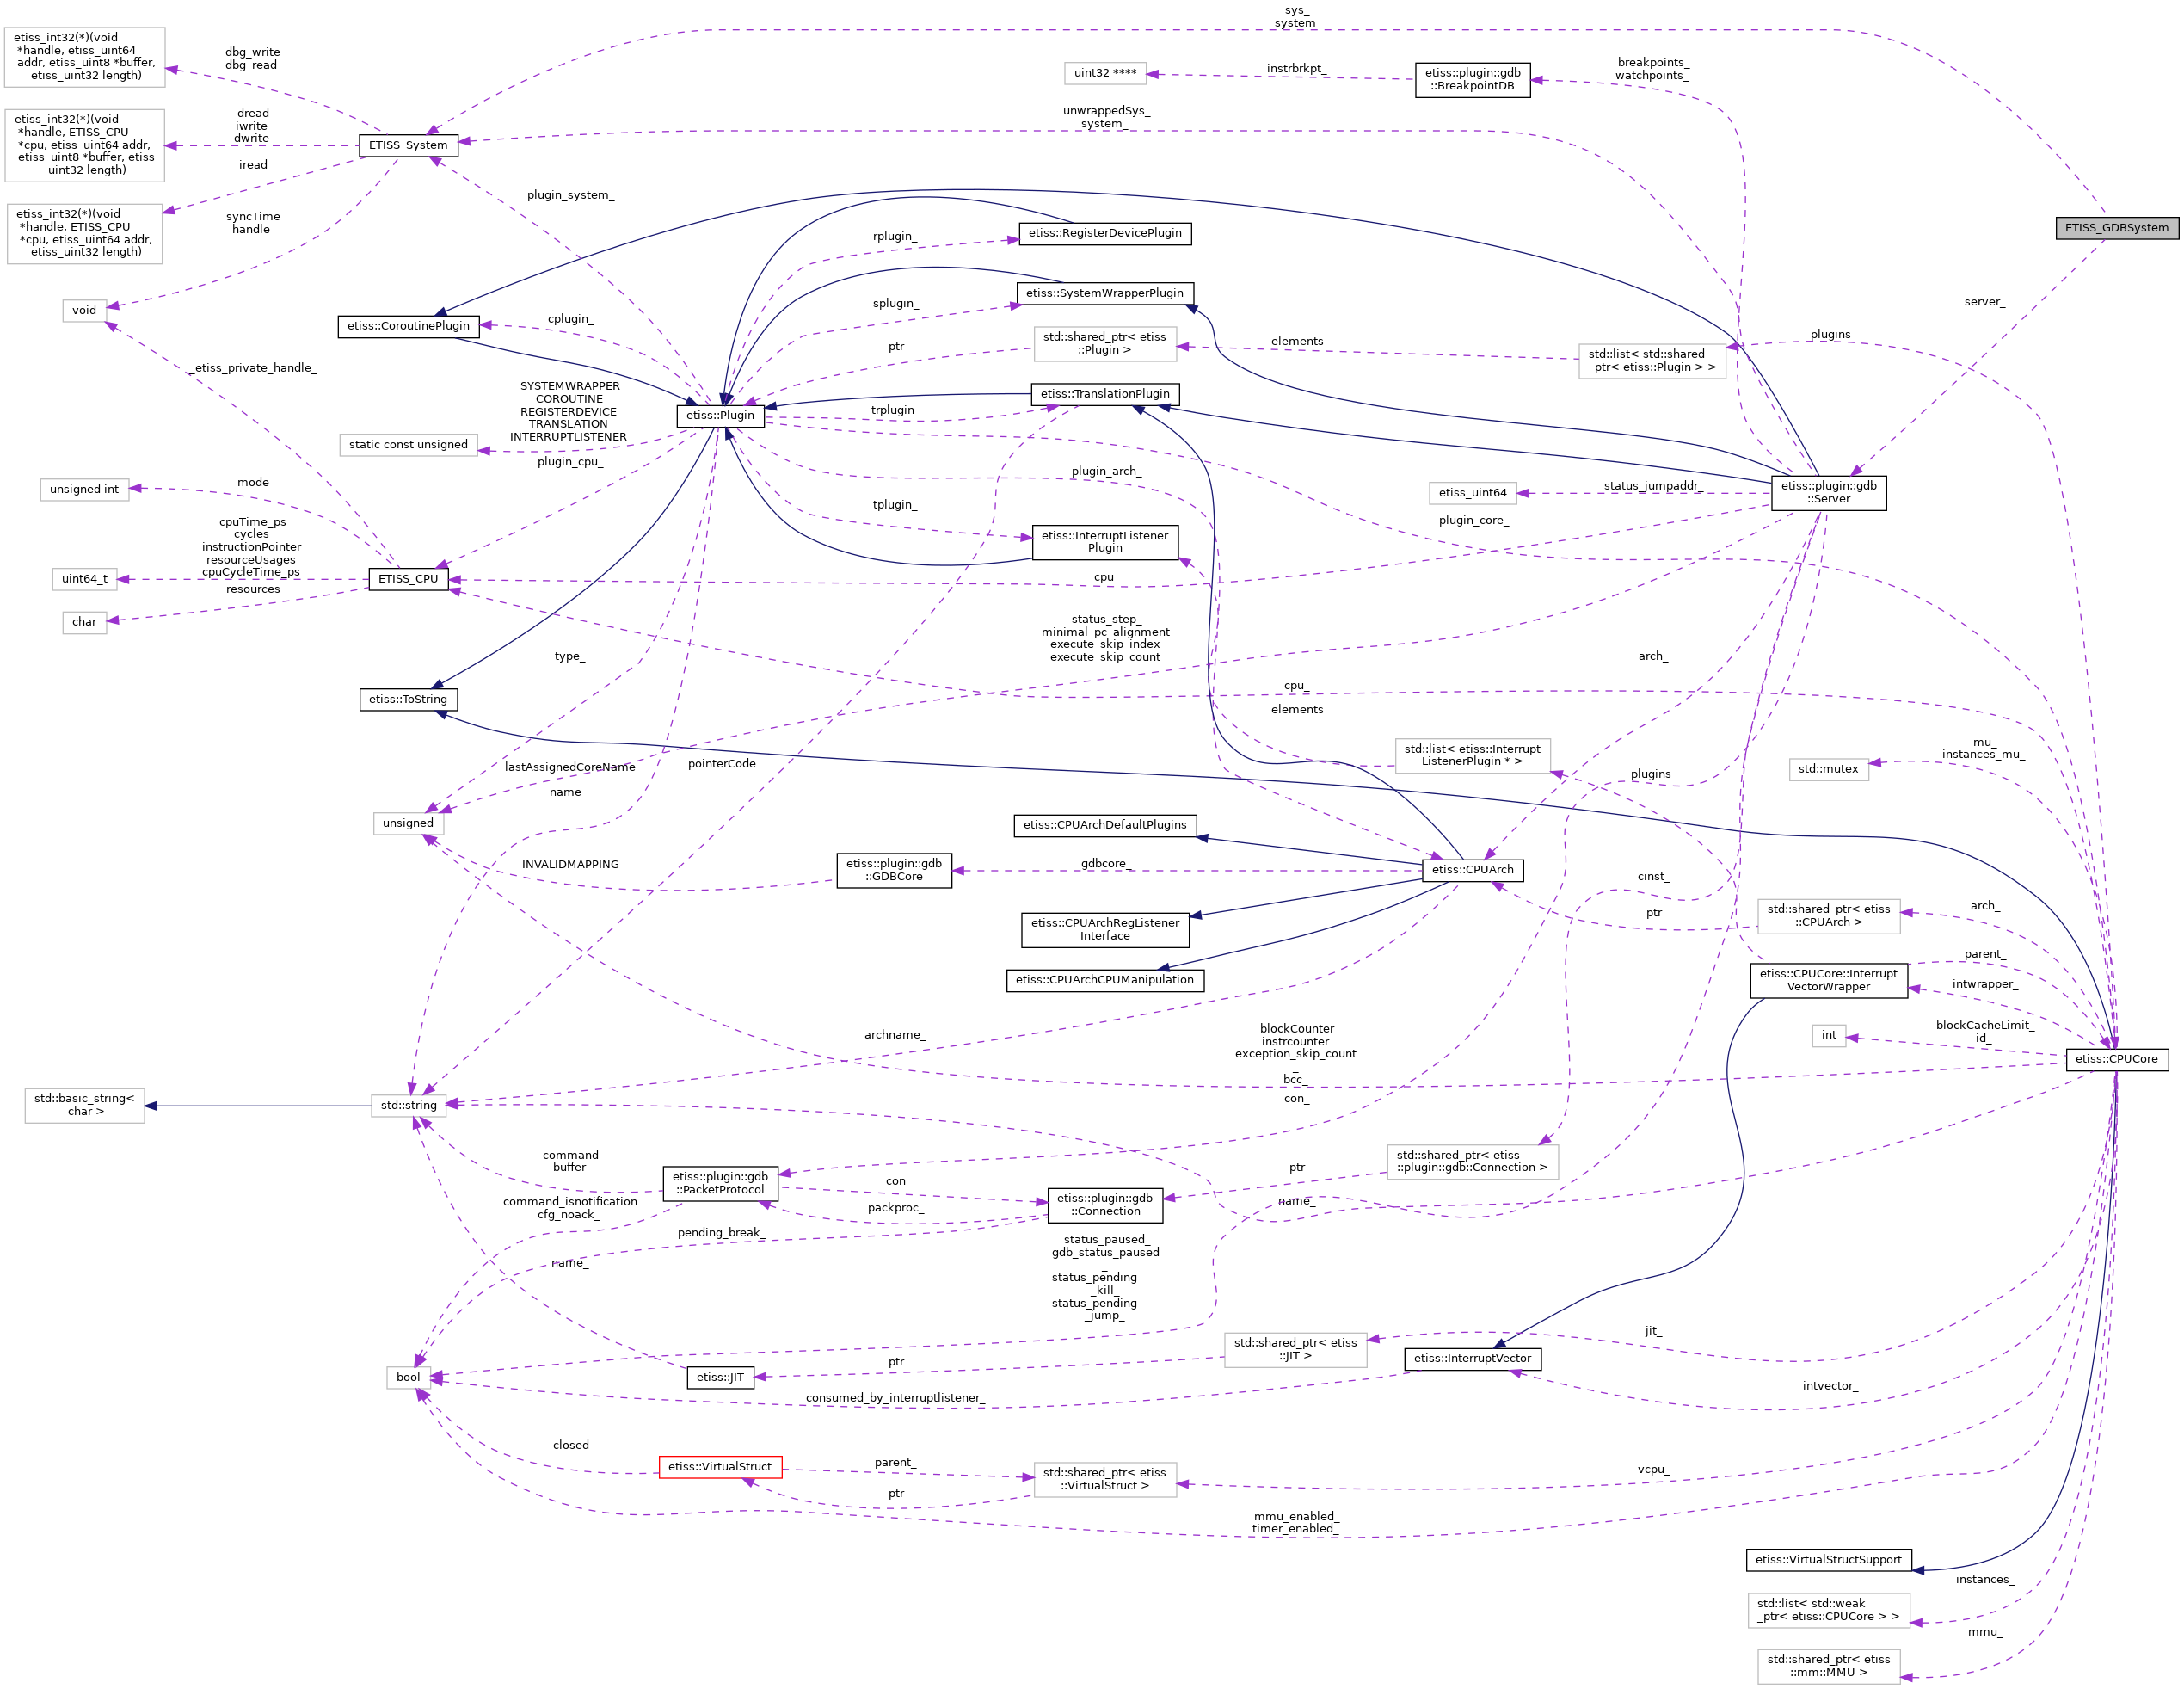 sys_
system
etiss_int32(*)(void
*handle, etiss_uint64
addr, etiss_uint8 *buffer,
etiss_uint32 length)
dbg_write
dbg_read
uint32 ****
instrbrkpt_
etiss::plugin::gdb
::BreakpointDB
breakpoints_
watchpoints_
etiss_int32(*)(void
*handle, ETISS_CPU
*cpu, etiss_uint64 addr,
etiss_uint8 *buffer, etiss
_uint32 length)
dread
iwrite
dwrite
ETISS_System
unwrappedSys_
system_
iread
etiss_int32(*)(void
*handle, ETISS_CPU
*cpu, etiss_uint64 addr,
etiss_uint32 length)
syncTime
handle
plugin_system_
rplugin_
etiss::RegisterDevicePlugin
ETISS_GDBSystem
void
etiss::CoroutinePlugin
cplugin_
splugin_
etiss::SystemWrapperPlugin
server_
ptr
std::shared_ptr< etiss
::Plugin >
elements
std::list< std::shared
_ptr< etiss::Plugin > >
plugins
_etiss_private_handle_
SYSTEMWRAPPER
COROUTINE
REGISTERDEVICE
TRANSLATION
INTERRUPTLISTENER
static const unsigned
etiss::Plugin
trplugin_
etiss::TranslationPlugin
plugin_cpu_
plugin_arch_
unsigned int
mode
tplugin_
etiss_uint64
status_jumpaddr_
etiss::plugin::gdb
::Server
plugin_core_
cpuTime_ps
cycles
instructionPointer
resourceUsages
cpuCycleTime_ps
etiss::InterruptListener
Plugin
uint64_t
ETISS_CPU
cpu_
resources
char
type_
status_step_
minimal_pc_alignment
execute_skip_index
execute_skip_count
arch_
etiss::ToString
cpu_
elements
pointerCode
lastAssignedCoreName
_
name_
std::list< etiss::Interrupt
ListenerPlugin * >
plugins_
std::mutex
mu_
instances_mu_
unsigned
etiss::CPUArchDefaultPlugins
INVALIDMAPPING
etiss::plugin::gdb
::GDBCore
gdbcore_
etiss::CPUArch
cinst_
etiss::CPUArchRegListener
Interface
ptr
std::shared_ptr< etiss
::CPUArch >
arch_
etiss::CPUArchCPUManipulation
etiss::CPUCore::Interrupt
VectorWrapper
parent_
intwrapper_
archname_
blockCounter
instrcounter
exception_skip_count
_
bcc_
int
blockCacheLimit_
id_
etiss::CPUCore
std::basic_string<
char >
std::string
con_
command
buffer
etiss::plugin::gdb
::PacketProtocol
con
packproc_
etiss::plugin::gdb
::Connection
ptr
std::shared_ptr< etiss
::plugin::gdb::Connection >
command_isnotification
cfg_noack_
name_
pending_break_
name_
status_paused_
gdb_status_paused
_
status_pending
_kill_
status_pending
_jump_
bool
etiss::JIT
ptr
std::shared_ptr< etiss
::JIT >
jit_
etiss::InterruptVector
intvector_
consumed_by_interruptlistener_
closed
etiss::VirtualStruct
parent_
ptr
std::shared_ptr< etiss
::VirtualStruct >
vcpu_
mmu_enabled_
timer_enabled_
etiss::VirtualStructSupport
instances_
std::list< std::weak
_ptr< etiss::CPUCore > >
mmu_
std::shared_ptr< etiss
::mm::MMU >